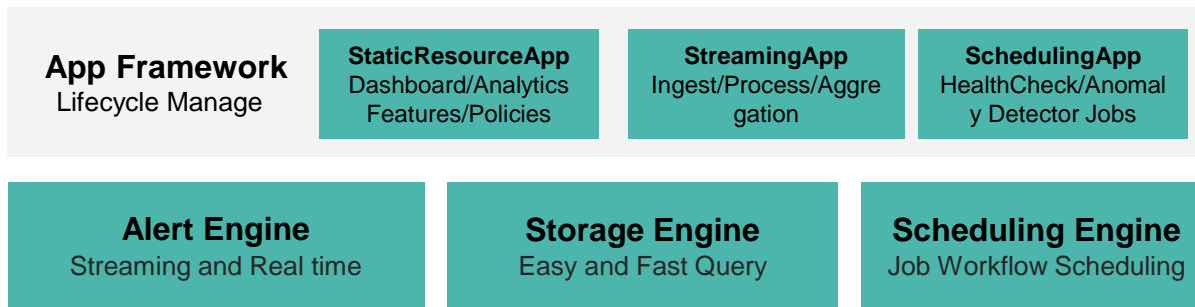 App Framework
Lifecycle Manage
StaticResourceApp
Dashboard/Analytics
Features/Policies
StreamingApp
Ingest/Process/Aggre
gation
SchedulingApp
HealthCheck/Anomal
y Detector Jobs
Alert Engine
Streaming and Real time
Storage Engine
Easy and Fast Query
Scheduling Engine
Job Workflow Scheduling